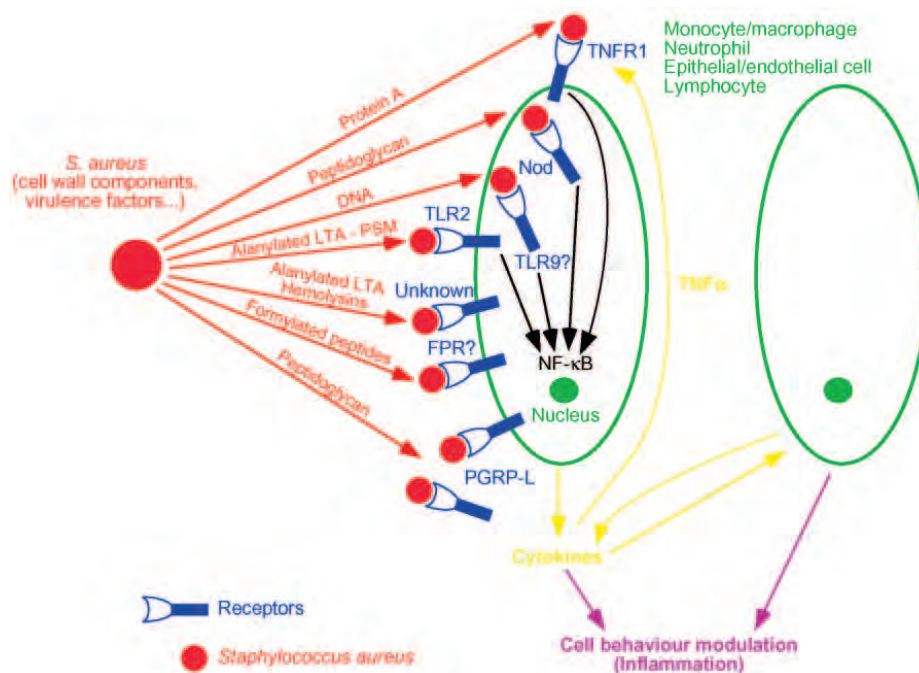 Monocyte/macrophage
Neutrophil
Epithelial/endothelial cell
Lymphocyte
TNFR1
Protein A
Peptidoglycan
S. aureus
(cell wall components,
virulence factors...)
Nod
DNA
TLR2
Alanylated LTA - PSM
TLR9?
Alanylated LTA
Hemolysins
Unknown
TNFα
Formylated peptides
FPR?
NF-κB
Peptidoglycan
Nucleus
PGRP-L
Cytokines
Receptors
Staphylococcus aureus
Cell behaviour modulation
(Inflammation)